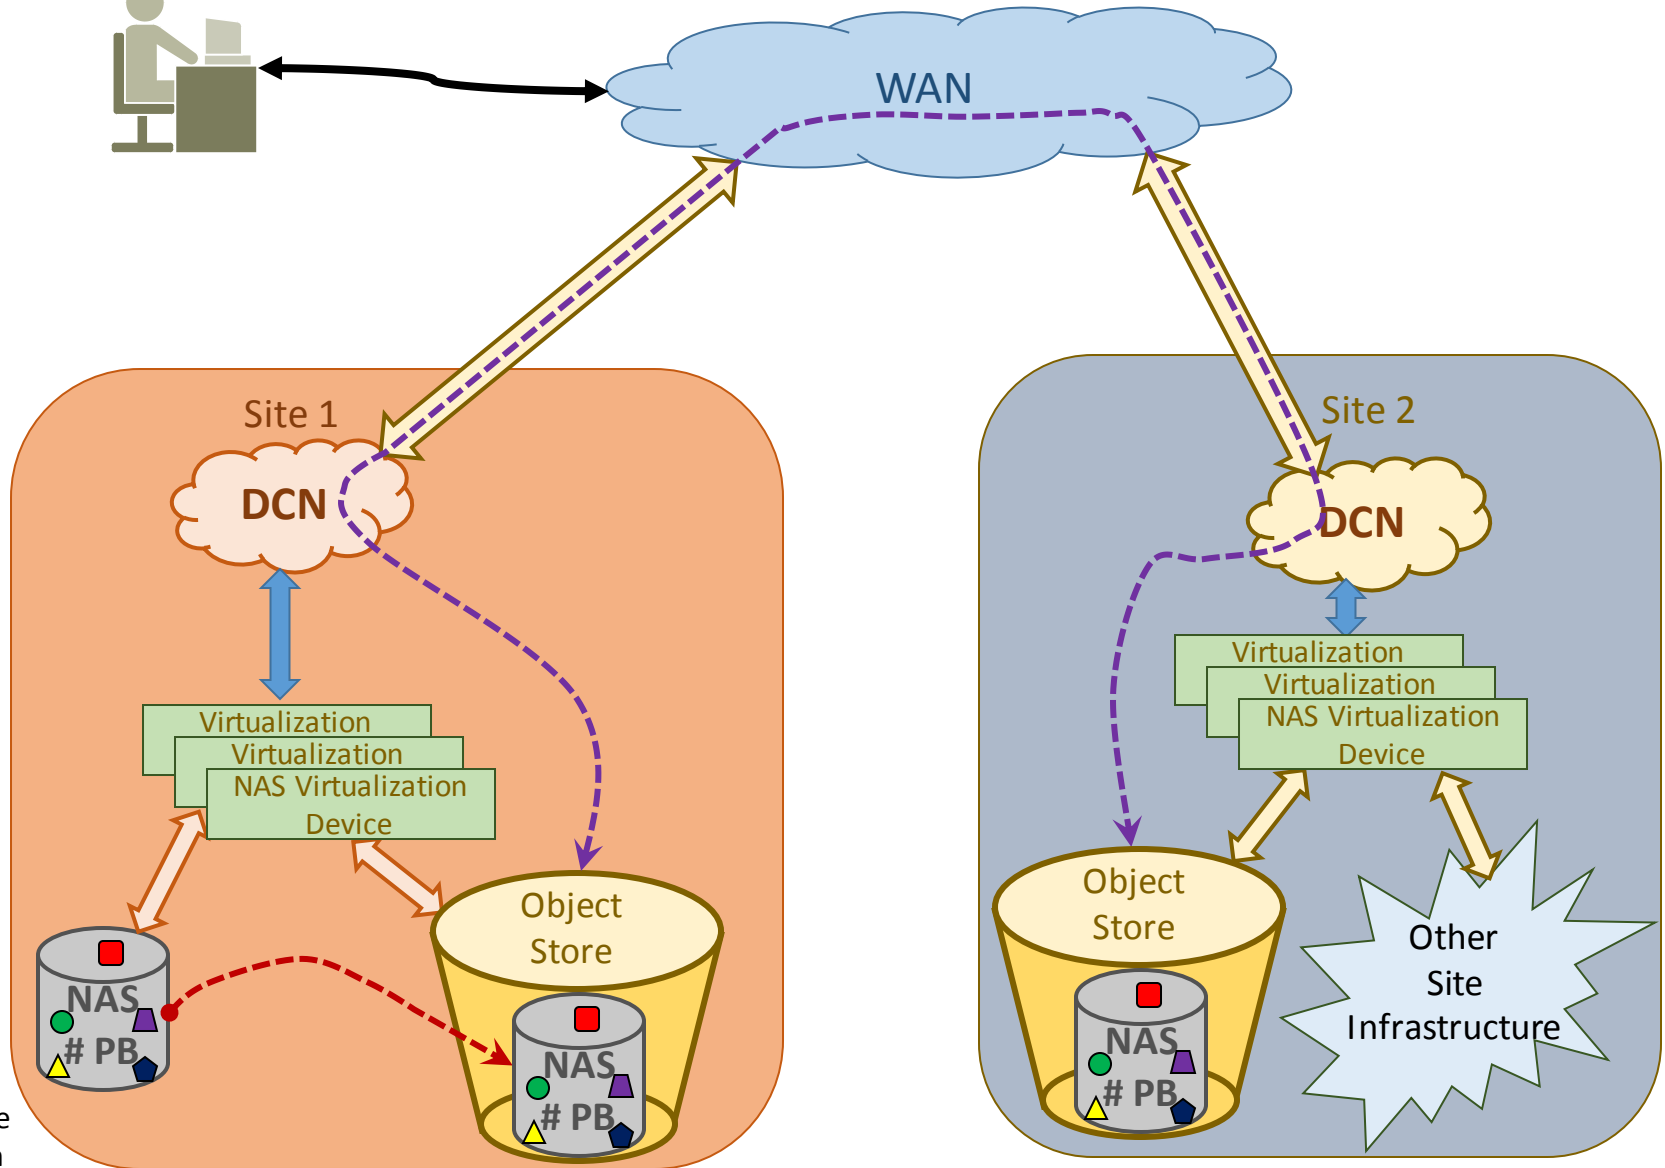 WAN
Site 1
DCN
Virtualization
Virtualization
NAS Virtualization
Device
Object
Store
NAS
# PB
NAS
# PB
Site 2
DCN
Virtualization
Virtualization
NAS Virtualization
Device
Object
Store
NAS
# PB
Other
Site
Infrastructure